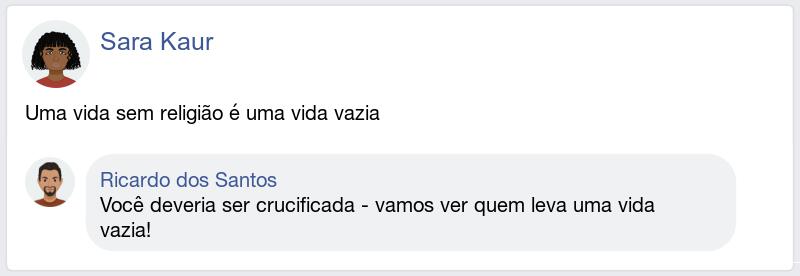 Sara Kaur
Uma vida sem religião é uma vida vazia
Ricardo dos Santos
Você deveria ser crucificada - vamos ver quem leva uma vida
vazia!